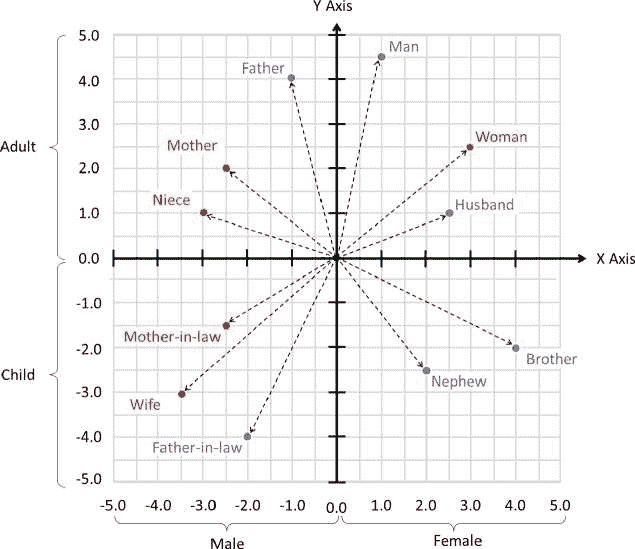 Y Axis
5.0
Man
Father
4.0
3.0
Adult
Mother
Woman
2.0
Niece
Husband
1.0
0.0
X Axis
-1.0
Mother-in-law
-2.0
Brother
Child
Nephew
-3.0
Wife
-4.0
Father-in-law
-5.0
-5.0 -4.0 -3.0 -2.0 -1.0 0.0 1.0 2.0 3.0 4.0 5.0
Male Female